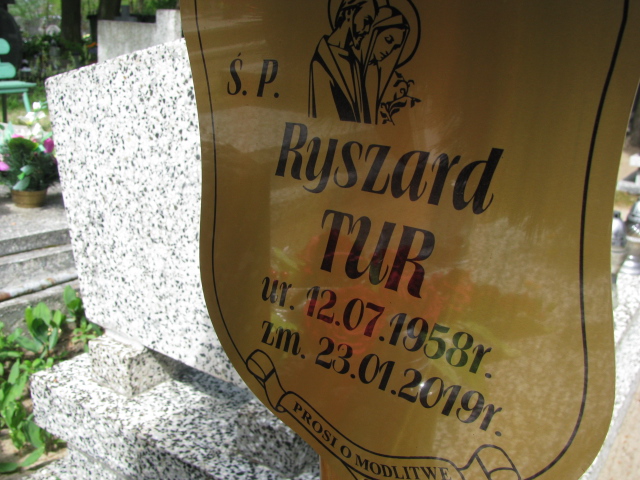 Ś. P.
Ryszard
TUR
ur. 12.07.1958r.
zm. 23.01.2019r.
PROSI O MODLITWĘ